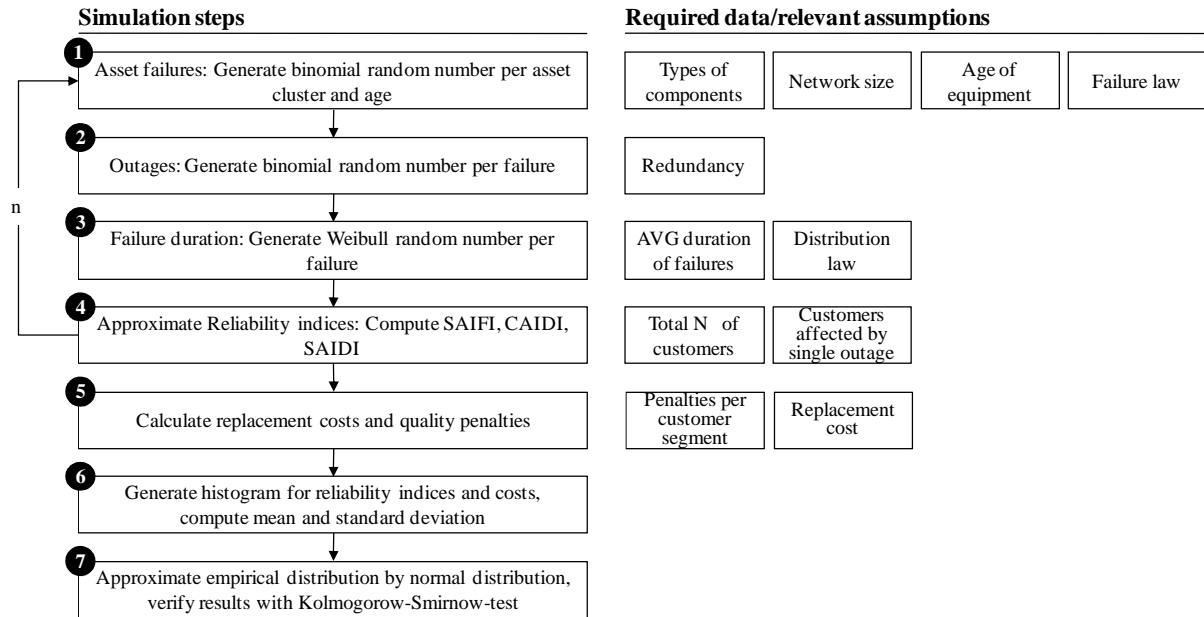 Simulation steps
Required data/relevant assumptions
1
Asset failures: Generate binomial random number per asset
cluster and age
Types of
components
Network size
Age of
equipment
Failure law
2
Outages: Generate binomial random number per failure
Redundancy
n
3
Failure duration: Generate Weibull random number per
failure
AVG duration
of failures
Distribution
law
4
Approximate Reliability indices: Compute SAIFI, CAIDI,
SAIDI
Total N of
customers
Customers
affected by
single outage
5
Calculate replacement costs and quality penalties
Penalties per
customer
segment
Replacement
cost
6
Generate histogram for reliability indices and costs,
compute mean and standard deviation
7
Approximate empirical distribution by normal distribution,
verify results with Kolmogorow-Smirnow-test